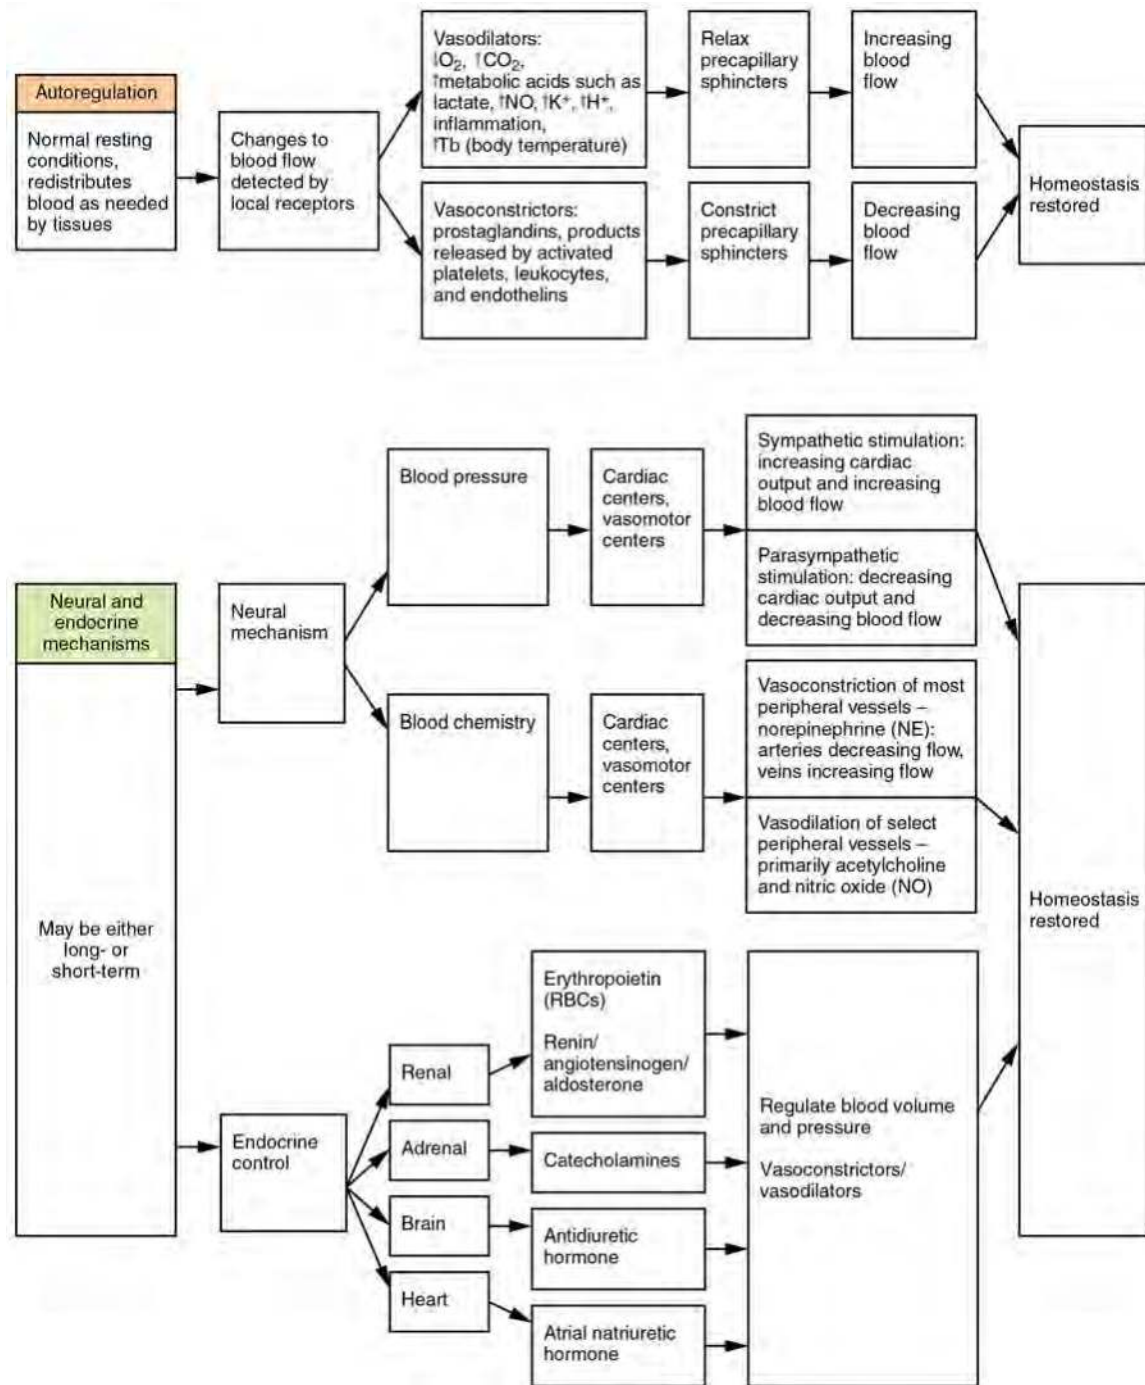 Autoregulation
Normal resting
conditions,
redistributes
blood as needed
by tissues
Changes to
blood flow
detected by
local receptors
Vasodilators:
↓O₂, ↑CO₂,
↑metabolic acids such as
lactate, ↑NO, ↑K⁺, ↑H⁺,
inflammation,
↑Tb (body temperature)
Relax
precapillary
sphincters
Increasing
blood
flow
Vasoconstrictors:
prostaglandins, products
released by activated
platelets, leukocytes,
and endothelins
Constrict
precapillary
sphincters
Decreasing
blood
flow
Homeostasis
restored
Neural and
endocrine
mechanisms
May be either
long- or
short-term
Neural
mechanism
Blood pressure
Cardiac
centers,
vasomotor
centers
Sympathetic stimulation:
increasing cardiac
output and increasing
blood flow
Parasympathetic
stimulation: decreasing
cardiac output and
decreasing blood flow
Blood chemistry
Cardiac
centers,
vasomotor
centers
Vasoconstriction of most
peripheral vessels –
norepinephrine (NE):
arteries decreasing flow,
veins increasing flow
Vasodilation of select
peripheral vessels –
primarily acetylcholine
and nitric oxide (NO)
Endocrine
control
Renal
Erythropoietin
(RBCs)
Renin/
angiotensinogen/
aldosterone
Adrenal
Catecholamines
Brain
Antidiuretic
hormone
Heart
Atrial natriuretic
hormone
Regulate blood volume
and pressure
Vasoconstrictors/
vasodilators
Homeostasis
restored